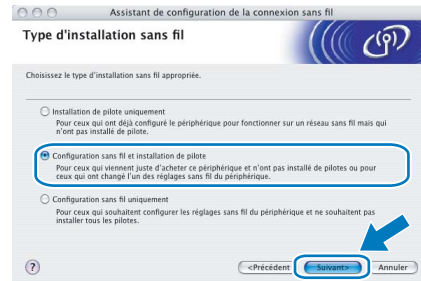 Assistant de configuration de la connexion sans fil
Type d'installation sans fil
Choisissez le type d'installation sans fil appropriée.
Installation de pilote uniquement
Pour ceux qui ont déjà configuré le périphérique pour fonctionner sur un réseau sans fil mais qui
n'ont pas installé de pilote.
Configuration sans fil et installation de pilote
Pour ceux qui viennent juste d'acheter ce périphérique et n'ont pas installé de pilotes ou pour
ceux qui ont changé l'un des réglages sans fil du périphérique.
Configuration sans fil uniquement
Pour ceux qui souhaitent configurer les réglages sans fil du périphérique et ne souhaitent pas
installer tous les pilotes.
? <Précédent Suivant> Annuler